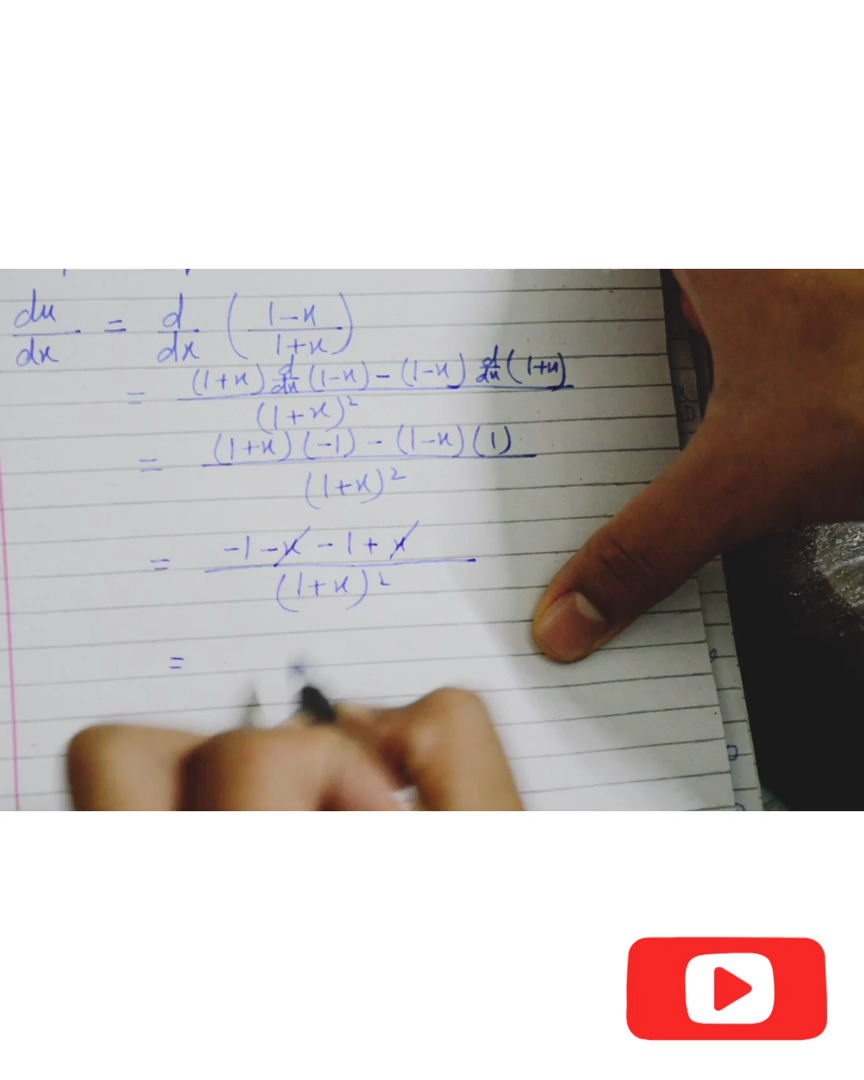 du/dx = d/dx ( (1-x)/(1+x) )
= ( (1+x) d/dx (1-x) - (1-x) d/dx (1+x) ) / (1+x)²
= ( (1+x) (-1) - (1-x) (1) ) / (1+x)²
= ( -1 - x - 1 + x ) / (1+x)²
=